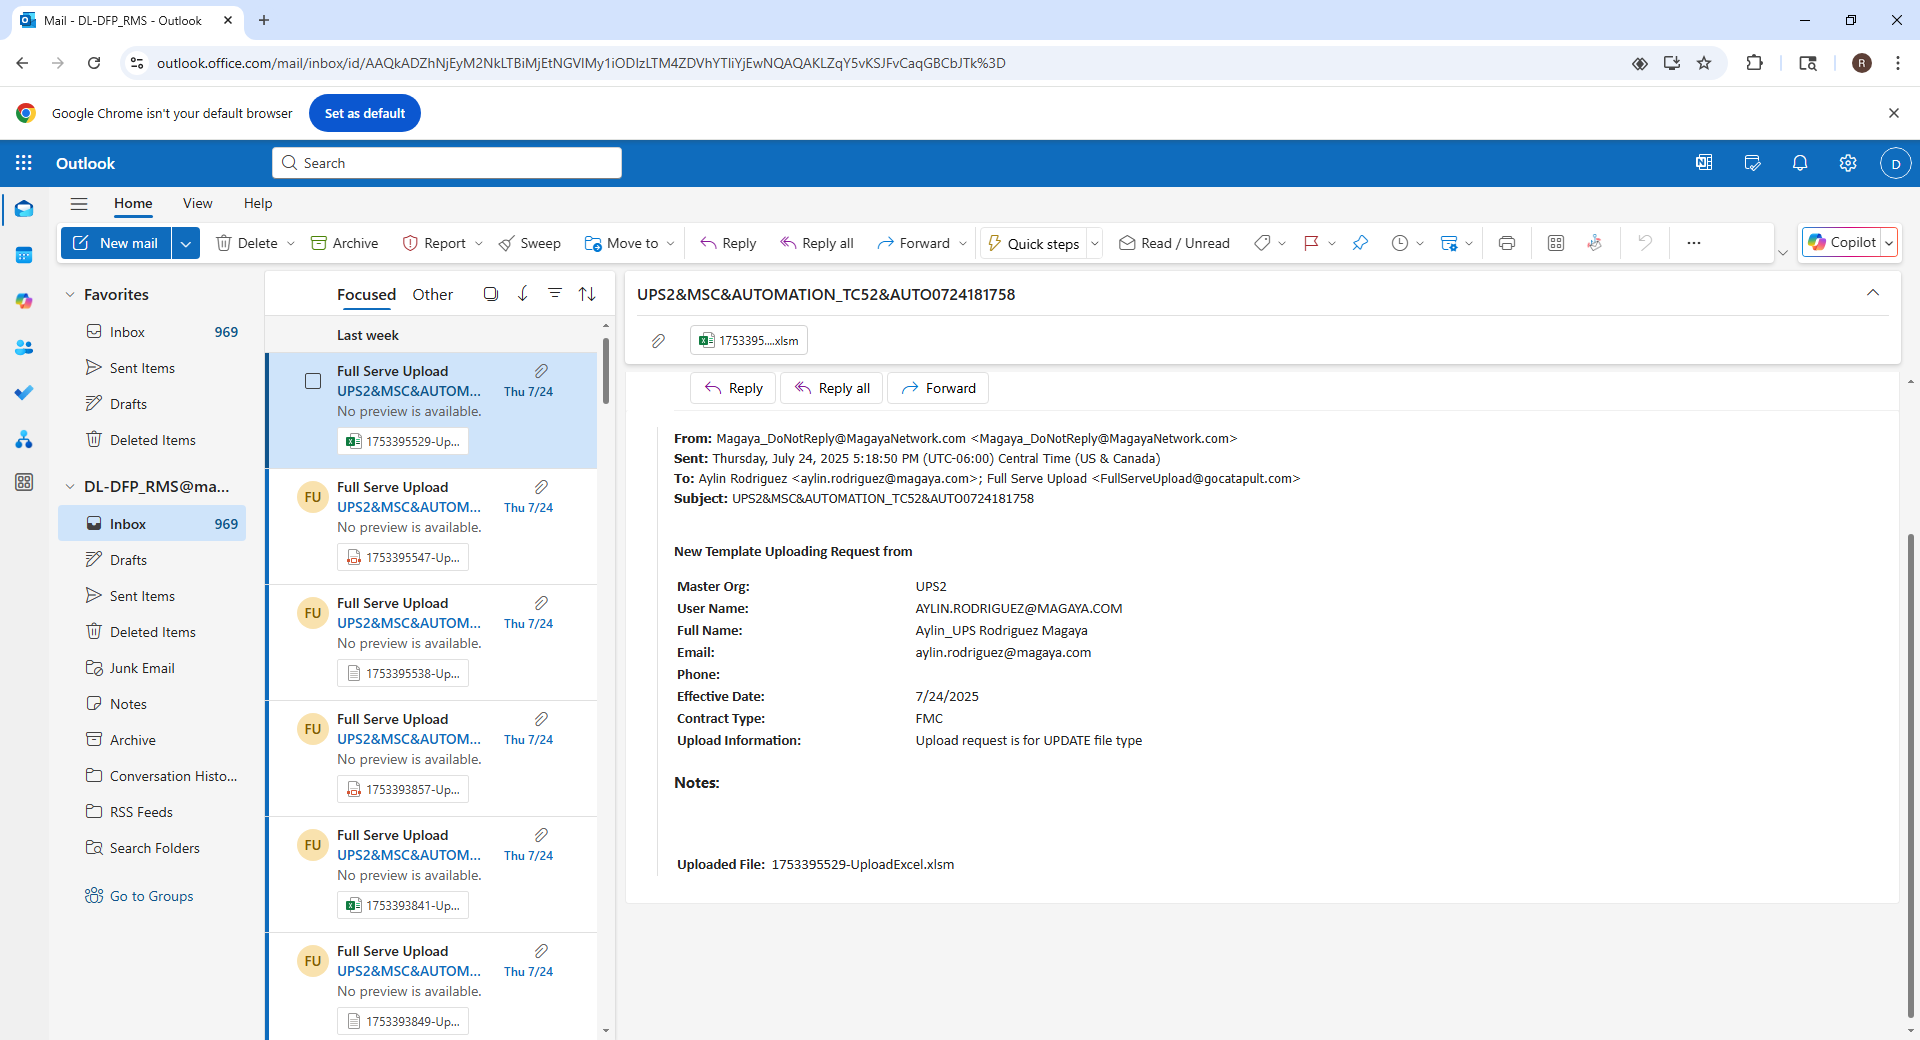 Mail - DL-DFP_RMS - Outlook
outlook.office.com/mail/inbox/id/AAQkADZhNjEyM2NkLTBiMjEtNGVlMy1iODIzLTM4ZDVhYTliYjEwNQAQAKLZqY5vKSJFvCaqGBCbJTk%3D
R
Google Chrome isn't your default browser
Set as default
Outlook
Search
D
Home
View
Help
New mail
Delete
Archive
Report
Sweep
Move to
Reply
Reply all
Forward
Quick steps
Read / Unread
Copilot
Favorites
Inbox 969
Sent Items
Drafts
Deleted Items
DL-DFP_RMS@ma...
Inbox 969
Drafts
Sent Items
Deleted Items
Junk Email
Notes
Archive
Conversation Histo...
RSS Feeds
Search Folders
Go to Groups
Focused
Other
Last week
Full Serve Upload
UPS2&MSC&AUTOM... Thu 7/24
No preview is available.
1753395529-Up...
FU
Full Serve Upload
UPS2&MSC&AUTOM... Thu 7/24
No preview is available.
1753395547-Up...
FU
Full Serve Upload
UPS2&MSC&AUTOM... Thu 7/24
No preview is available.
1753395538-Up...
FU
Full Serve Upload
UPS2&MSC&AUTOM... Thu 7/24
No preview is available.
1753393857-Up...
FU
Full Serve Upload
UPS2&MSC&AUTOM... Thu 7/24
No preview is available.
1753393841-Up...
FU
Full Serve Upload
UPS2&MSC&AUTOM... Thu 7/24
No preview is available.
1753393849-Up...
UPS2&MSC&AUTOMATION_TC52&AUTO0724181758
1753395....xlsm
Reply
Reply all
Forward
From: Magaya_DoNotReply@MagayaNetwork.com <Magaya_DoNotReply@MagayaNetwork.com>
Sent: Thursday, July 24, 2025 5:18:50 PM (UTC-06:00) Central Time (US & Canada)
To: Aylin Rodriguez <aylin.rodriguez@magaya.com>; Full Serve Upload <FullServeUpload@gocatapult.com>
Subject: UPS2&MSC&AUTOMATION_TC52&AUTO0724181758
New Template Uploading Request from
Master Org: UPS2
User Name: AYLIN.RODRIGUEZ@MAGAYA.COM
Full Name: Aylin_UPS Rodriguez Magaya
Email: aylin.rodriguez@magaya.com
Phone:
Effective Date: 7/24/2025
Contract Type: FMC
Upload Information: Upload request is for UPDATE file type
Notes:
Uploaded File: 1753395529-UploadExcel.xlsm